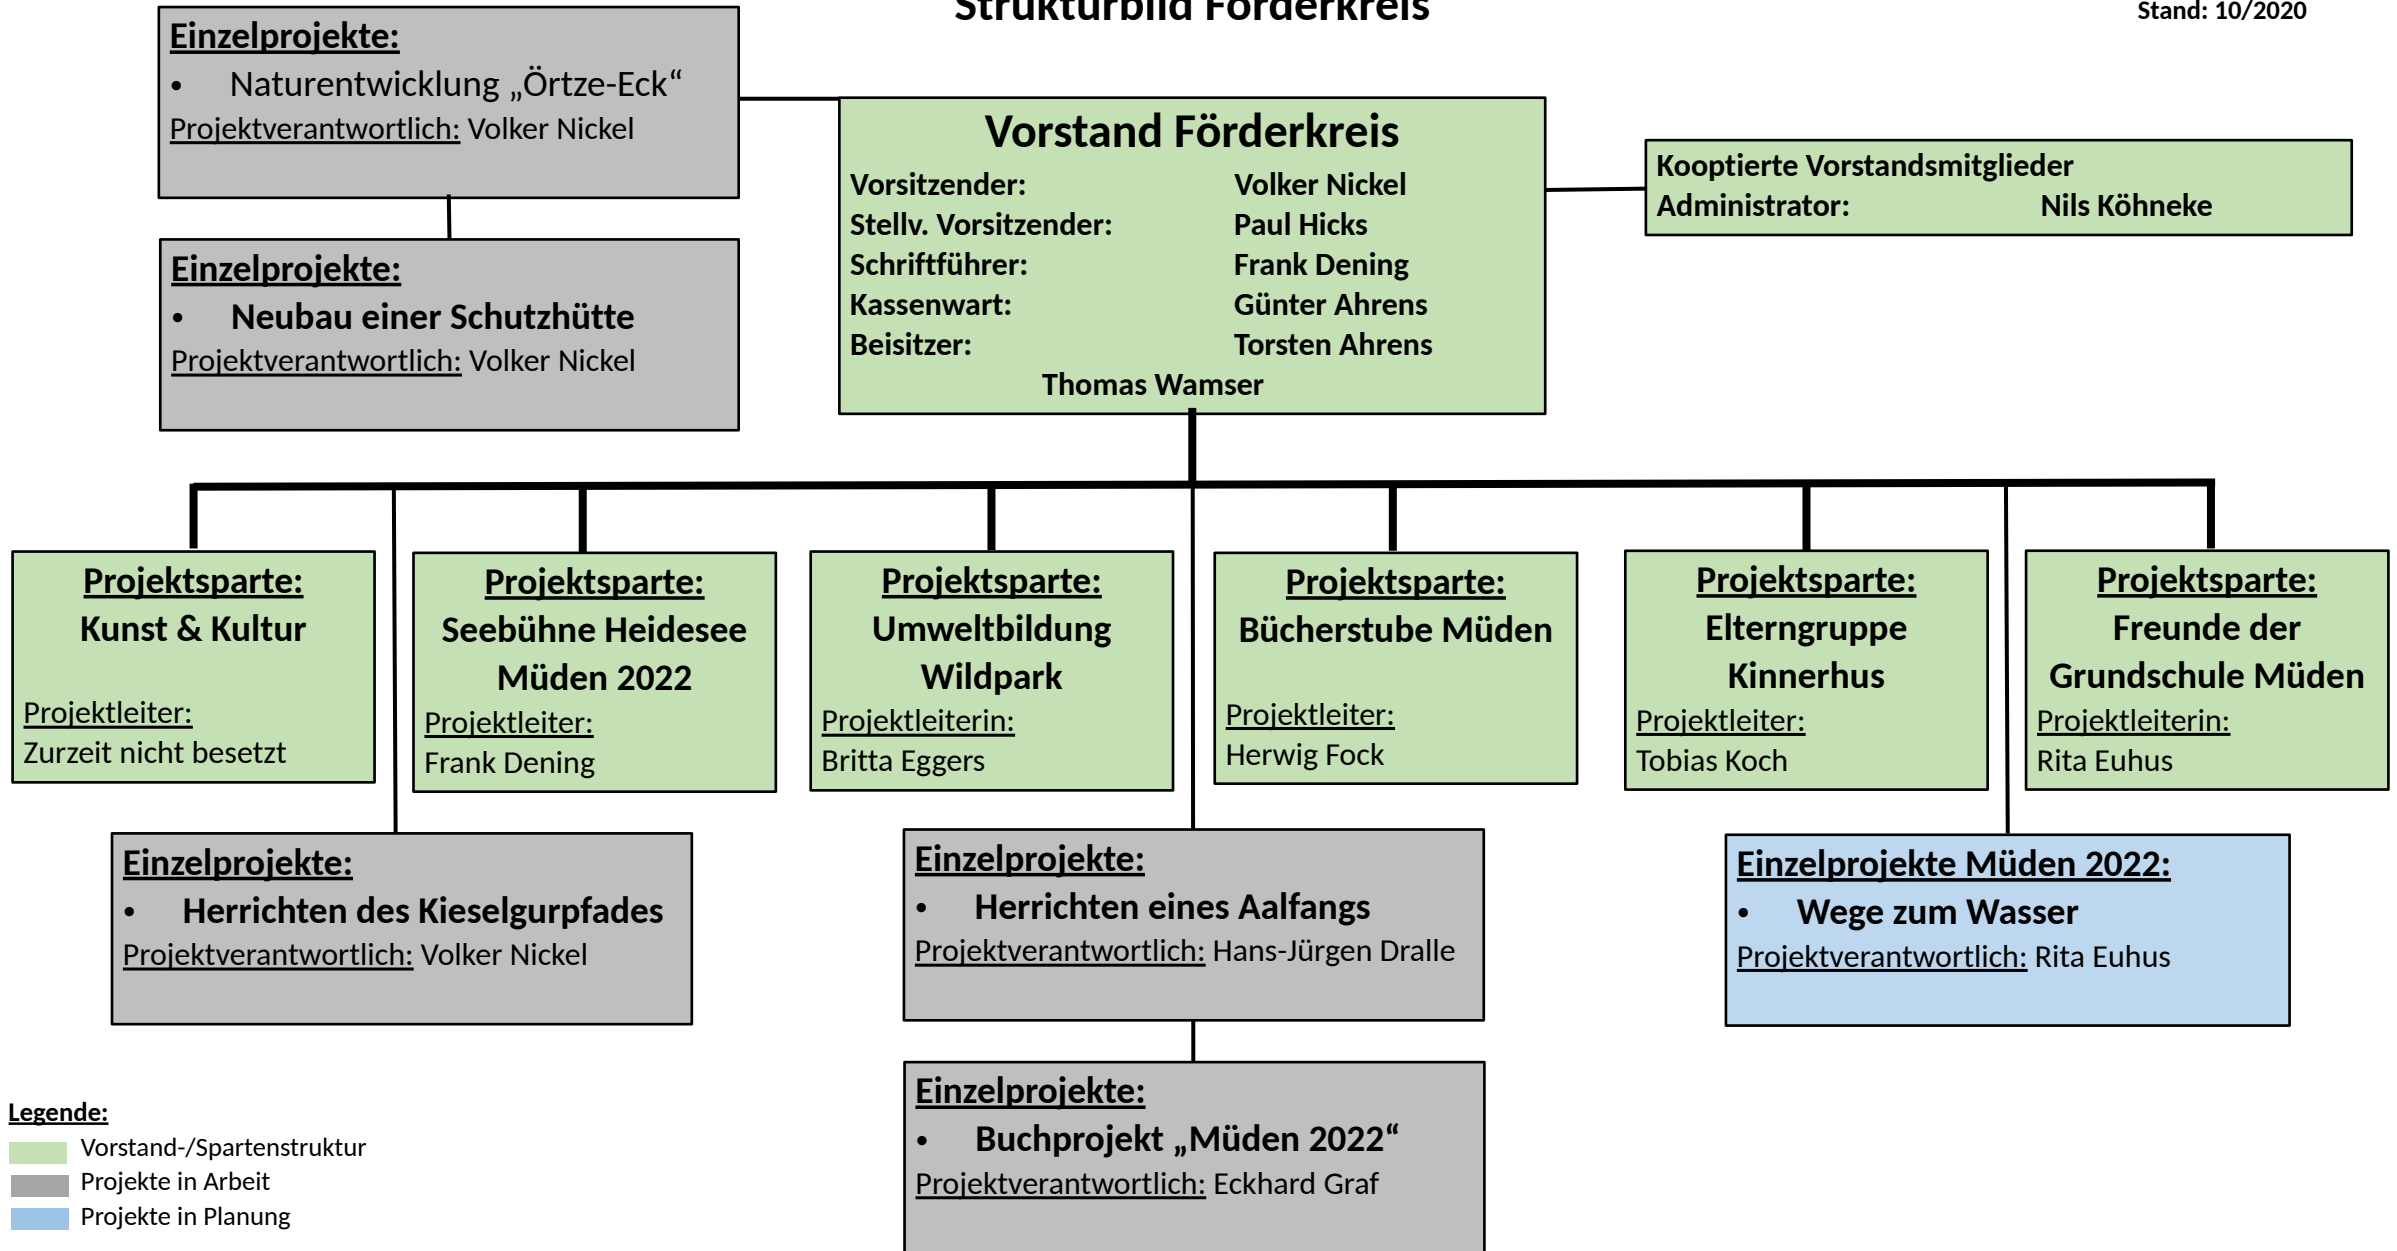 Strukturbild Förderkreis
Stand: 10/2020
Einzelprojekte:
• Naturentwicklung „Örtze-Eck“
Projektverantwortlich: Volker Nickel
Einzelprojekte:
• Neubau einer Schutzhütte
Projektverantwortlich: Volker Nickel
Vorstand Förderkreis
Vorsitzender: Volker Nickel
Stellv. Vorsitzender: Paul Hicks
Schriftführer: Frank Dening
Kassenwart: Günter Ahrens
Beisitzer: Torsten Ahrens
Thomas Wamser
Kooptierte Vorstandsmitglieder
Administrator: Nils Köhneke
Projektsparte:
Kunst & Kultur
Projektleiter:
Zurzeit nicht besetzt
Projektsparte:
Seebühne Heidesee
Müden 2022
Projektleiter:
Frank Dening
Projektsparte:
Umweltbildung
Wildpark
Projektleiterin:
Britta Eggers
Projektsparte:
Bücherstube Müden
Projektleiter:
Herwig Fock
Projektsparte:
Elterngruppe
Kinnerhus
Projektleiter:
Tobias Koch
Projektsparte:
Freunde der
Grundschule Müden
Projektleiterin:
Rita Euhus
Einzelprojekte:
• Herrichten des Kieselgurpfades
Projektverantwortlich: Volker Nickel
Einzelprojekte:
• Herrichten eines Aalfangs
Projektverantwortlich: Hans-Jürgen Dralle
Einzelprojekte Müden 2022:
• Wege zum Wasser
Projektverantwortlich: Rita Euhus
Einzelprojekte:
• Buchprojekt „Müden 2022“
Projektverantwortlich: Eckhard Graf
Legende:
Vorstand-/Spartenstruktur
Projekte in Arbeit
Projekte in Planung